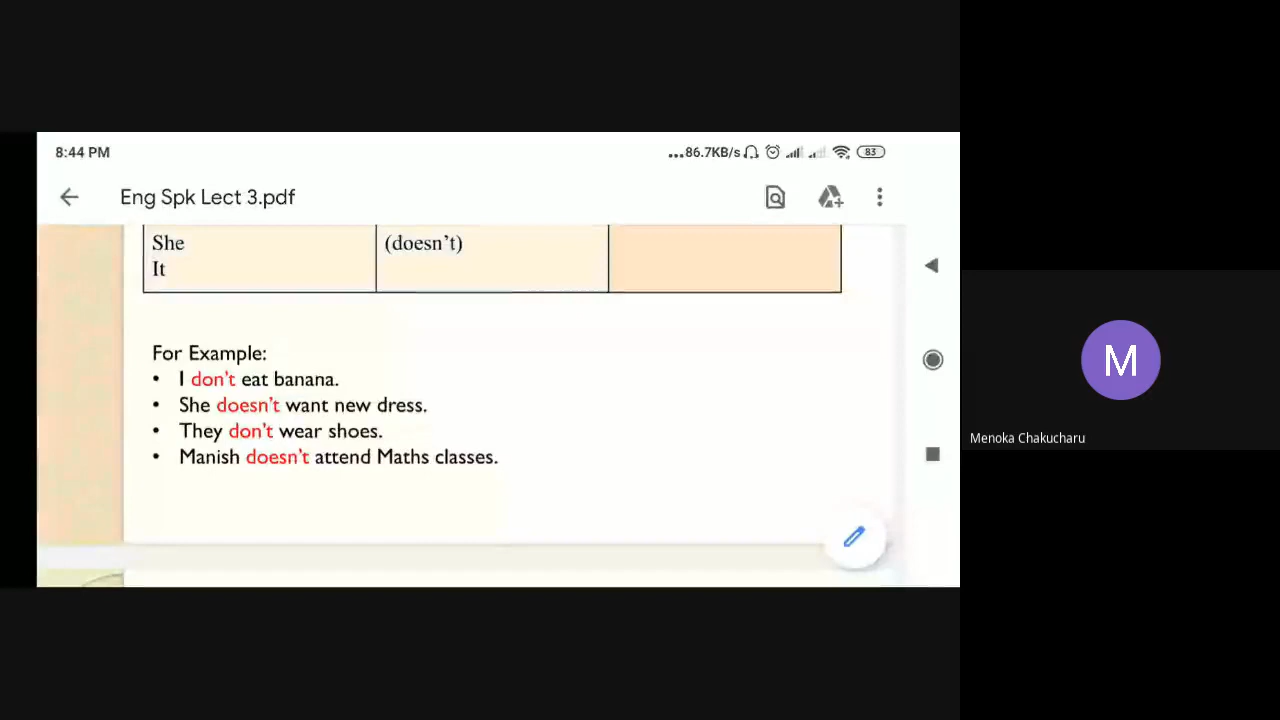 8:44 PM
...86.7KB/s 83
Eng Spk Lect 3.pdf
She (doesn't)
It
For Example:
• I don't eat banana.
• She doesn't want new dress.
• They don't wear shoes.
• Manish doesn't attend Maths classes.
M
Menoka Chakucharu